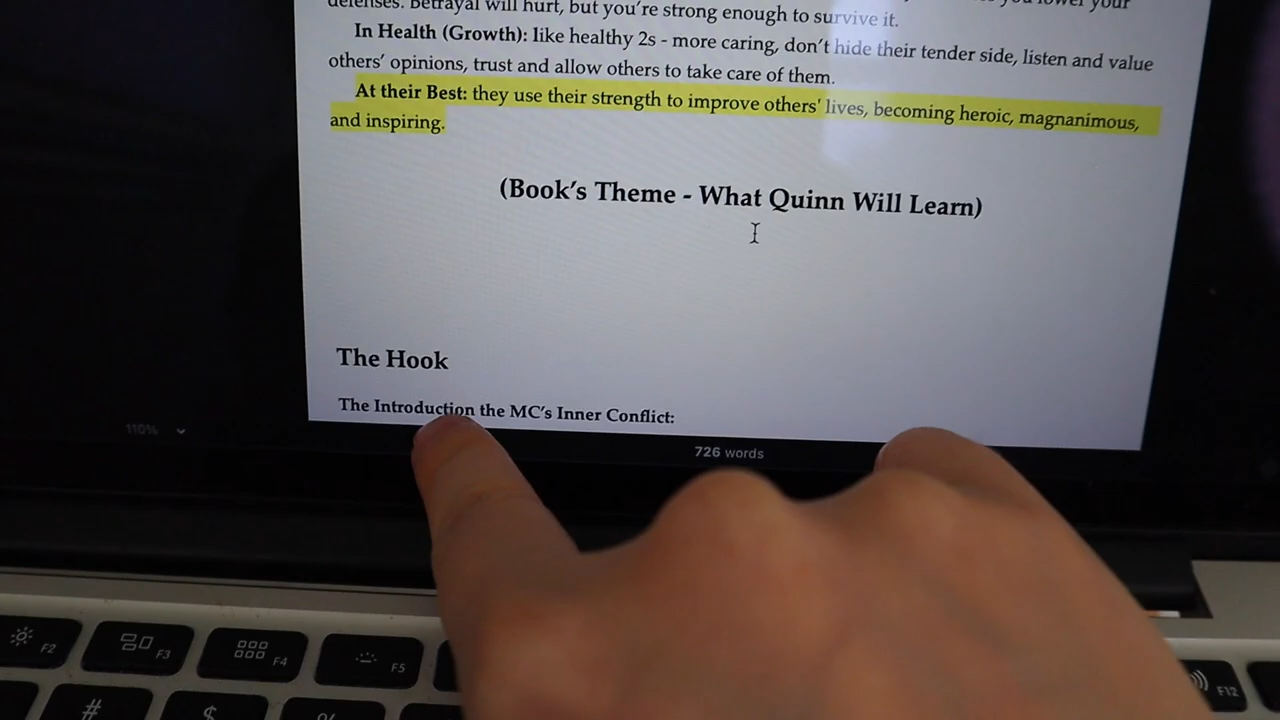 defenses. Betrayal will hurt, but you're strong enough to survive it.
In Health (Growth): like healthy 2s - more caring, don't hide their tender side, listen and value
others' opinions, trust and allow others to take care of them.
At their Best: they use their strength to improve others' lives, becoming heroic, magnanimous,
and inspiring.
(Book's Theme - What Quinn Will Learn)
The Hook
The Introduction the MC's Inner Conflict:
110%
726 words
F2
F3
F4
F5
F12
#
$
%